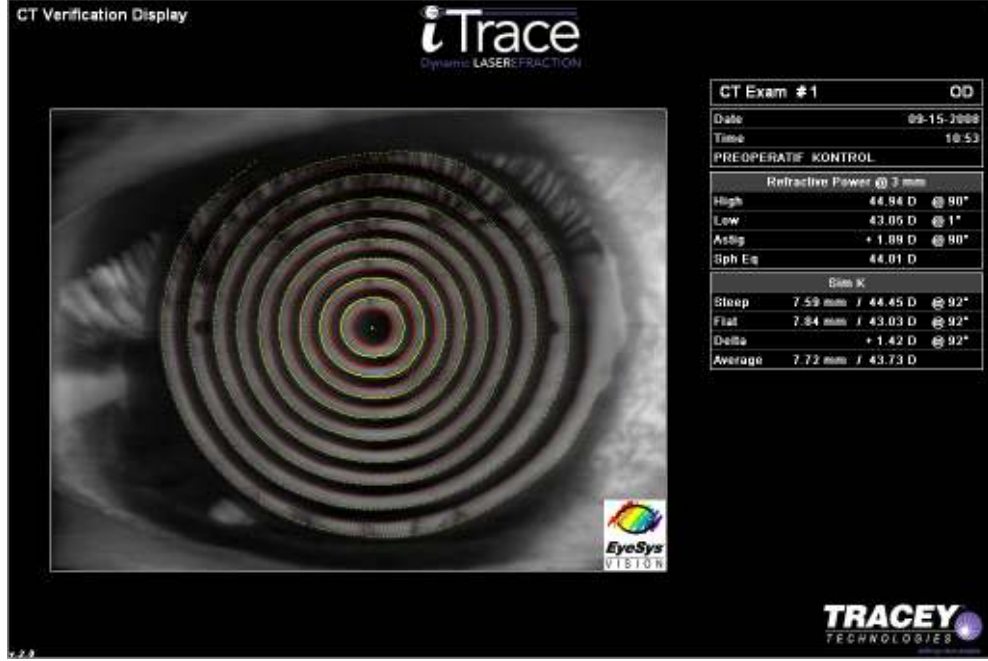 CT Verification Display
iTrace
Dynamic LASEREFRACTION
CT Exam #1 OD
Date 09-15-2008
Time 10:53
PREOPERATIF KONTROL
Refractive Power @ 3 mm
High 44.94 D @ 90°
Low 43.05 D @ 1°
Astig + 1.89 D @ 90°
Sph Eq 44.01 D
Sim K
Steep 7.59 mm / 44.45 D @ 92°
Flat 7.84 mm / 43.03 D @ 92°
Delta + 1.42 D @ 92°
Average 7.72 mm / 43.73 D
EyeSys
VISION
TRACEY
TECHNOLOGIES
v.2.0